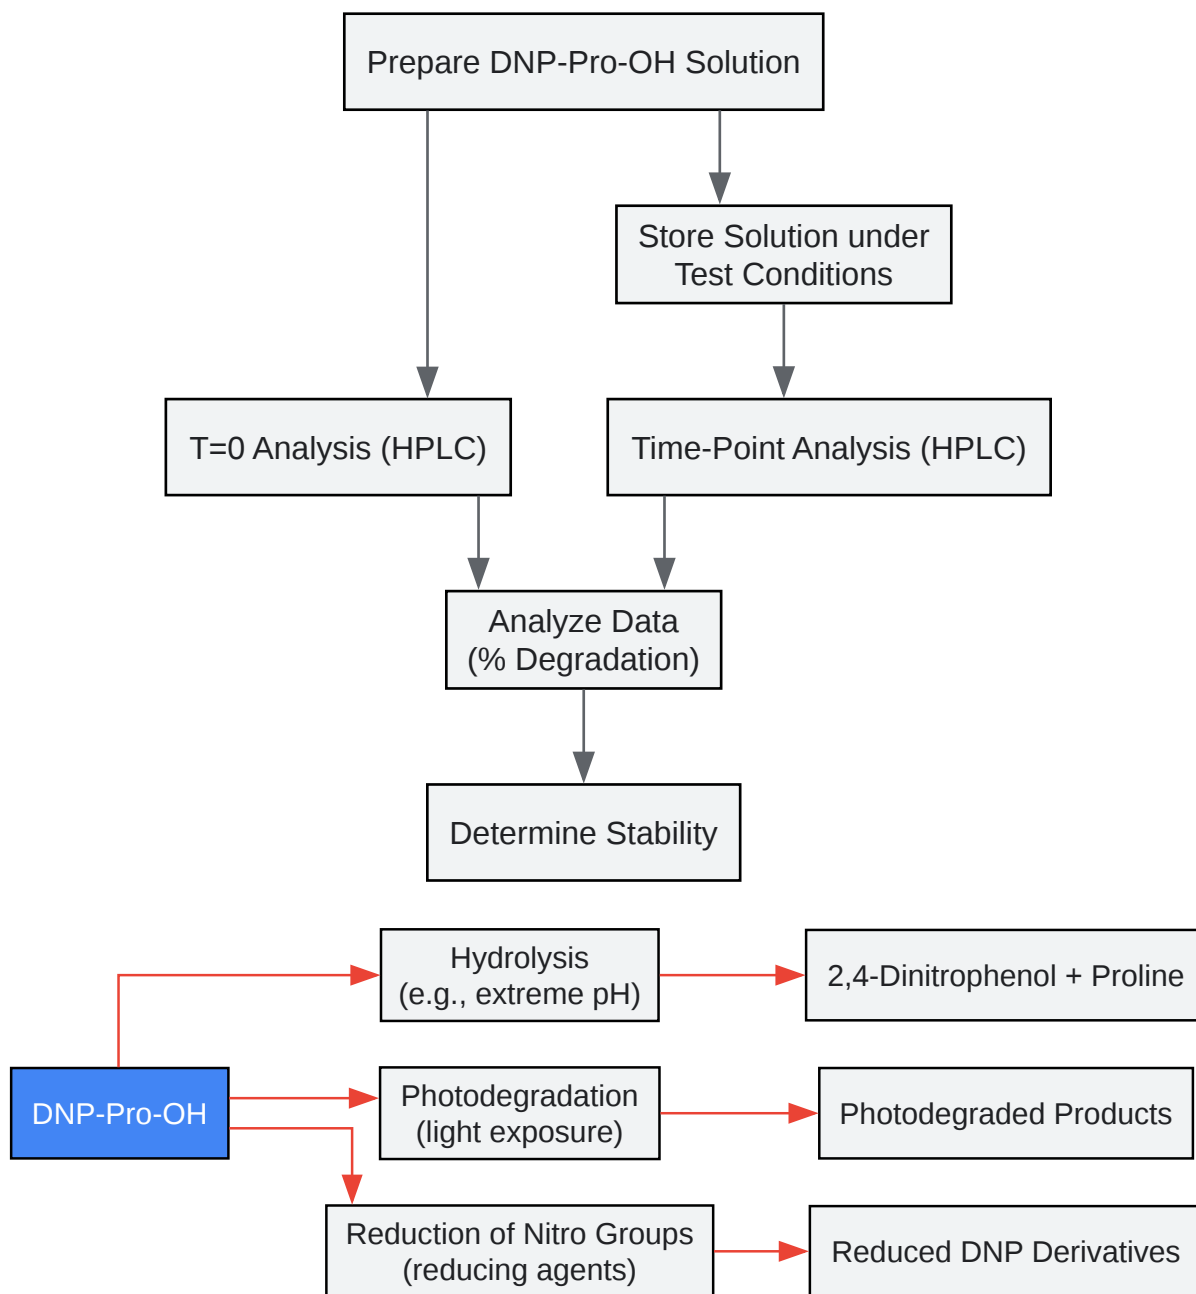 Prepare DNP-Pro-OH Solution
Store Solution under
Test Conditions
T=0 Analysis (HPLC)
Time-Point Analysis (HPLC)
Analyze Data
(% Degradation)
Determine Stability
Hydrolysis
(e.g., extreme pH)
2,4-Dinitrophenol + Proline
DNP-Pro-OH
Photodegradation
(light exposure)
Photodegraded Products
Reduction of Nitro Groups
(reducing agents)
Reduced DNP Derivatives